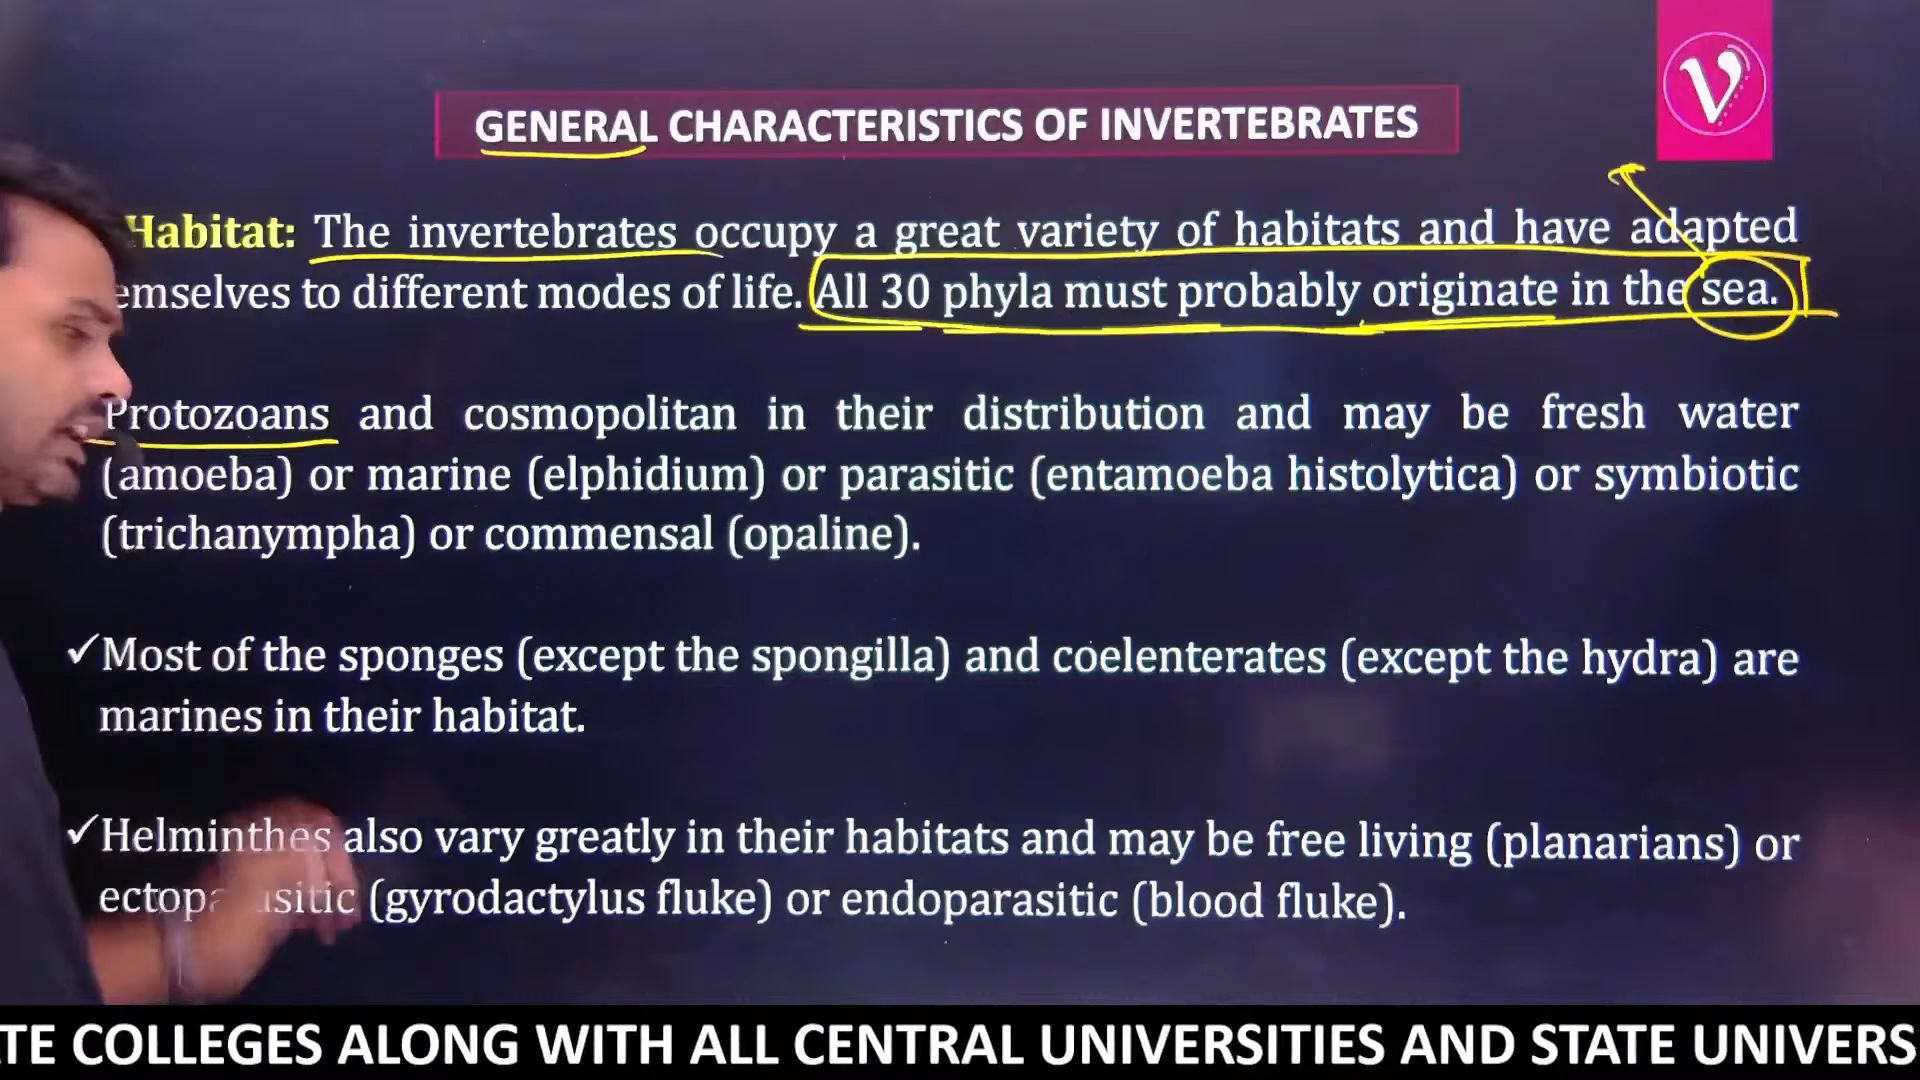 V
GENERAL CHARACTERISTICS OF INVERTEBRATES
Habitat: The invertebrates occupy a great variety of habitats and have adapted
emselves to different modes of life. All 30 phyla must probably originate in the sea.
Protozoans and cosmopolitan in their distribution and may be fresh water
(amoeba) or marine (elphidium) or parasitic (entamoeba histolytica) or symbiotic
(trichanympha) or commensal (opaline).
✓Most of the sponges (except the spongilla) and coelenterates (except the hydra) are
marines in their habitat.
✓Helminthes also vary greatly in their habitats and may be free living (planarians) or
(gyrodactylus fluke) or endoparasitic (blood fluke).
TE COLLEGES ALONG WITH ALL CENTRAL UNIVERSITIES AND STATE UNIVERS